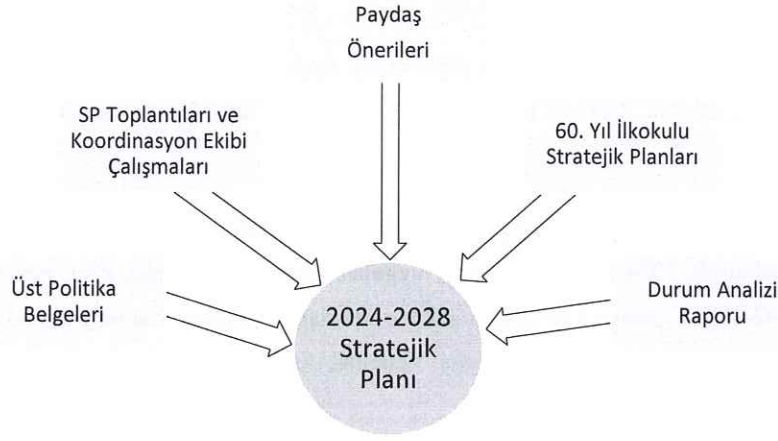 Paydaş
Önerileri
SP Toplantıları ve
Koordinasyon Ekibi
Çalışmaları
60. Yıl İlkokulu
Stratejik Planları
Üst Politika
Belgeleri
2024-2028
Stratejik
Planı
Durum Analizi
Raporu